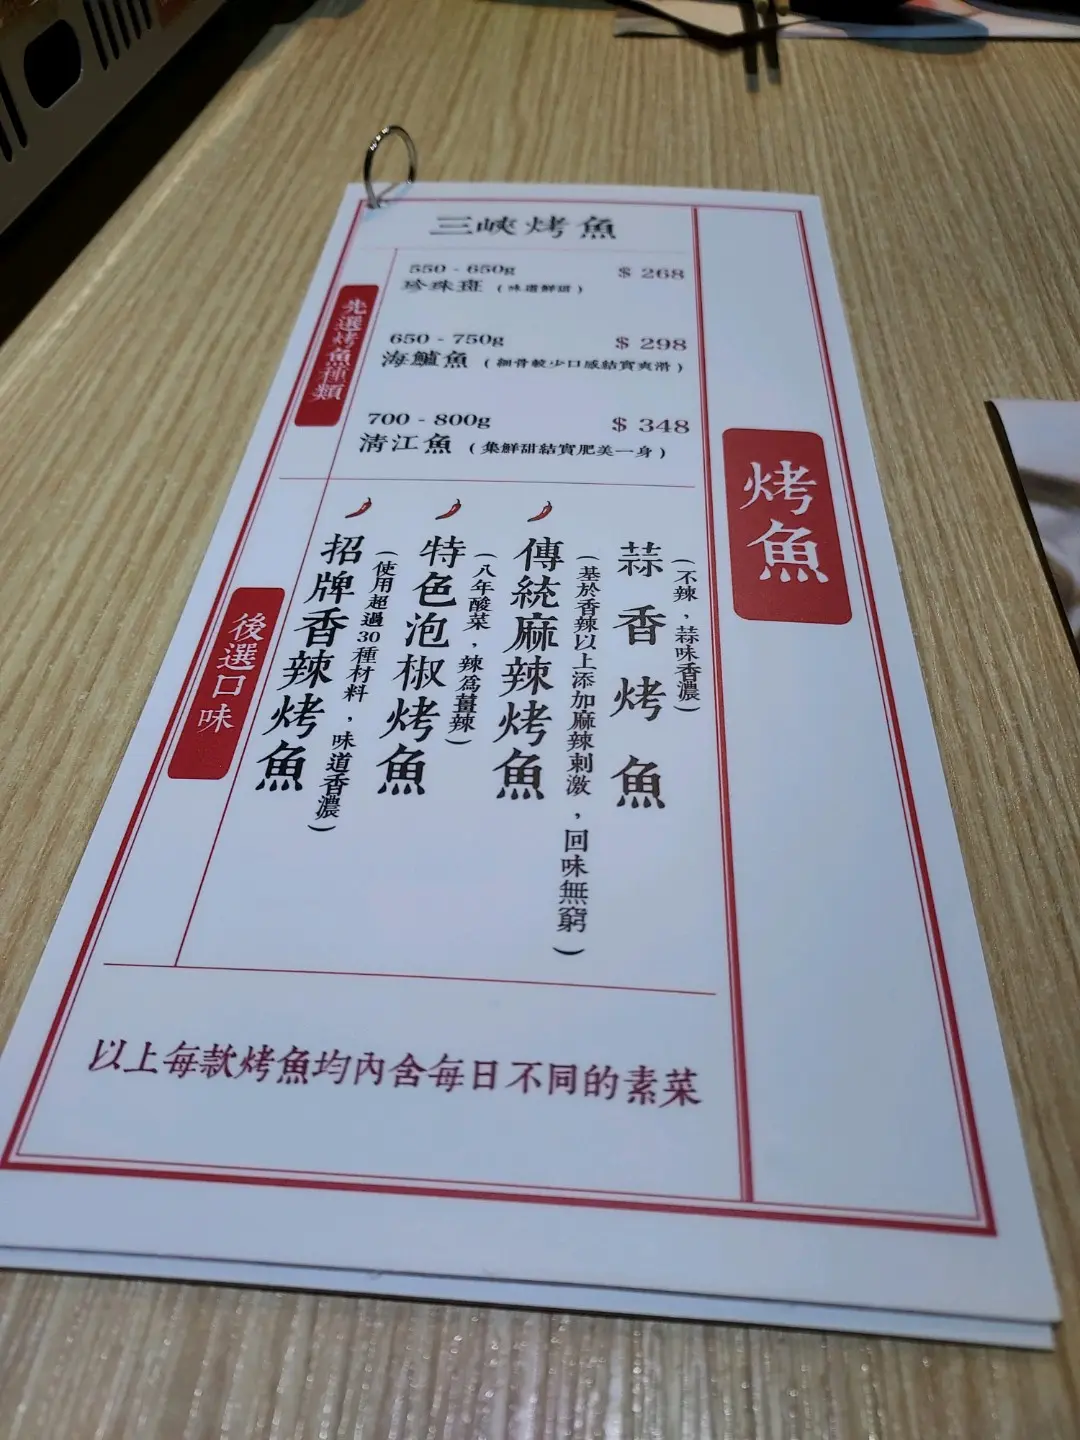 三峽烤魚
先選烤魚種類
550 - 650g $ 268
珍珠斑 (味道鮮甜)
650 - 750g $ 298
海鱸魚 (細骨較少口感結實爽滑)
700 - 800g $ 348
清江魚 (集鮮甜結實肥美一身)
烤魚
蒜香烤魚
(不辣，蒜味香濃)
傳統麻辣烤魚
(基於香辣以上添加麻辣刺激，回味無窮)
特色泡椒烤魚
(八年酸菜，辣為薑辣)
招牌香辣烤魚
(使用超過30種材料，味道香濃)
後選口味
以上每款烤魚均內含每日不同的素菜